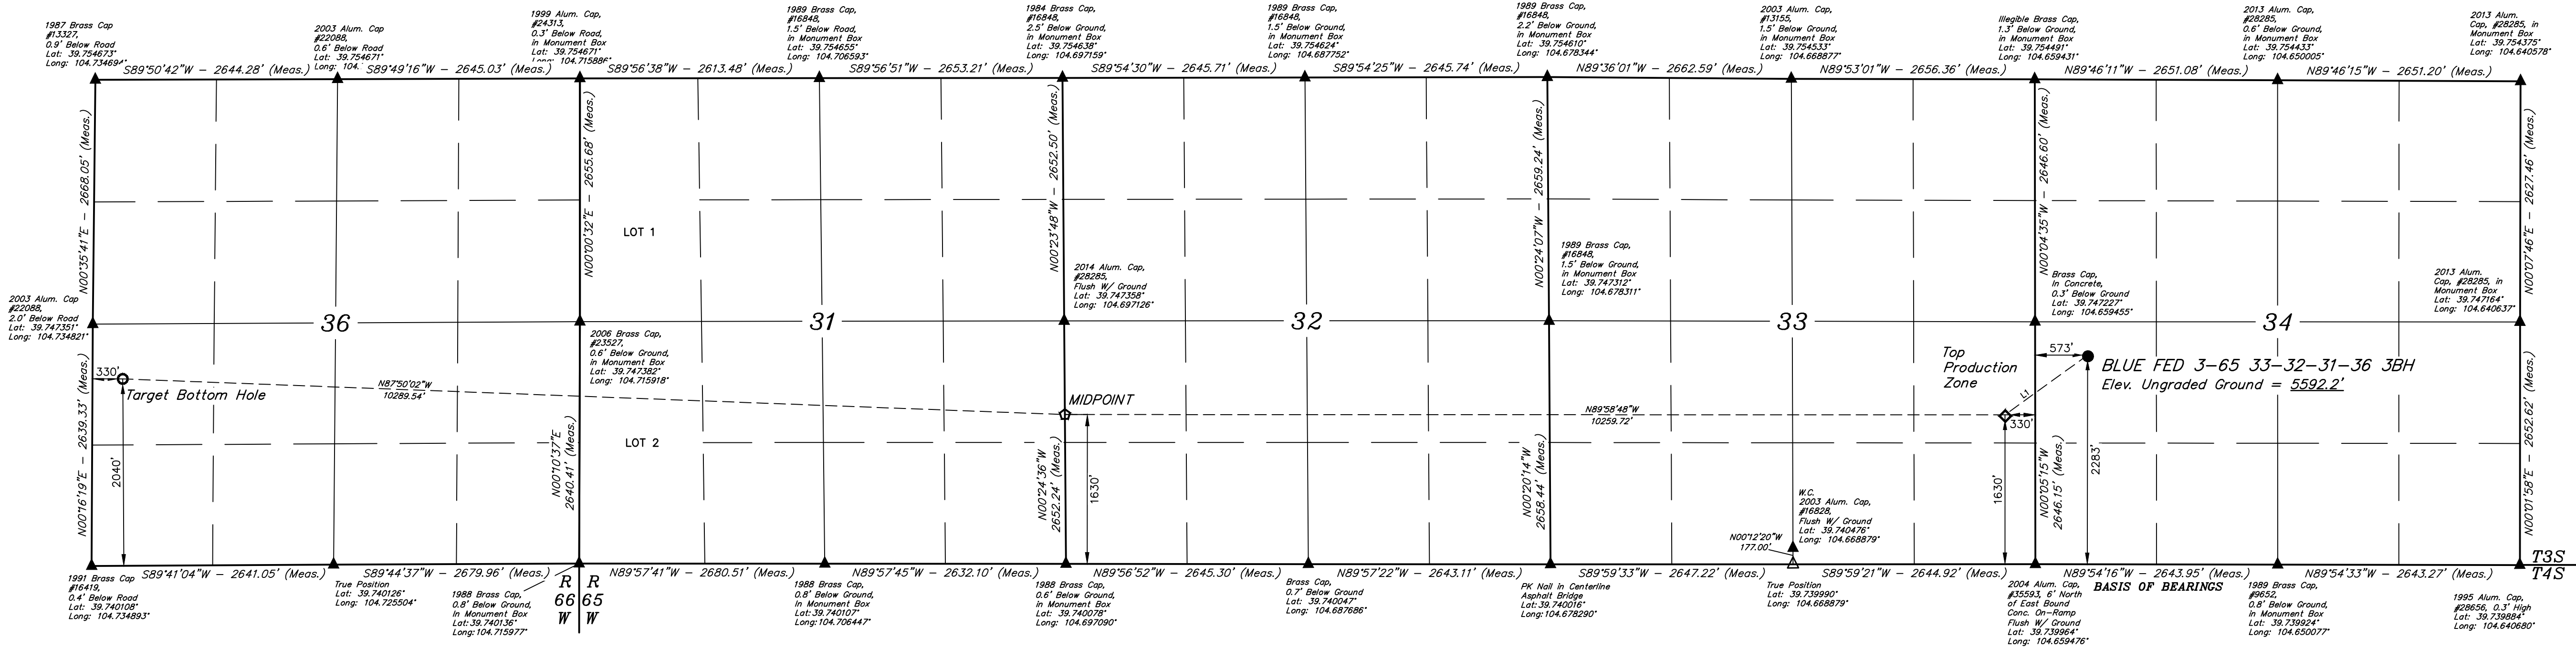 1987 Brass Cap
#13327,
0.9' Below Road
Lat: 39.754673°
Long: 104.734694°
2003 Alum. Cap
#22088,
0.6' Below Road
Lat: 39.754671°
Long: 104.
1999 Alum. Cap,
#24313,
0.3' Below Road,
in Monument Box
Lat: 39.754671°
Long: 104.715886°
1989 Brass Cap
#16848,
1.5' Below Road,
in Monument Box
Lat: 39.754655°
Long: 104.706593°
1984 Brass Cap
#16848,
2.5' Below Ground,
in Monument Box
Lat: 39.754638°
Long: 104.697159°
1989 Brass Cap
#16848,
1.5' Below Ground,
in Monument Box
Lat: 39.754624°
Long: 104.687752°
1989 Brass Cap
#16848,
2.2' Below Ground,
in Monument Box
Lat: 39.754610°
Long: 104.678344°
2003 Alum. Cap,
#13155,
1.5' Below Ground,
in Monument Box
Lat: 39.754533°
Long: 104.668877°
Illegible Brass Cap,
1.3' Below Ground,
in Monument Box
Lat: 39.754491°
Long: 104.659431°
2013 Alum. Cap,
#28285,
0.6' Below Ground,
in Monument Box
Lat: 39.754433°
Long: 104.650005°
2013 Alum.
Cap, #28285, in
Monument Box
Lat: 39.754375°
Long: 104.640578°
S89°50'42"W - 2644.28' (Meas.)
S89°49'16"W - 2645.03' (Meas.)
S89°56'38"W - 2613.48' (Meas.)
S89°56'51"W - 2653.21' (Meas.)
S89°54'30"W - 2645.71' (Meas.)
S89°54'25"W - 2645.74' (Meas.)
N89°36'01"W - 2662.59' (Meas.)
N89°53'01"W - 2656.36' (Meas.)
N89°46'11"W - 2651.08' (Meas.)
N89°46'15"W - 2651.20' (Meas.)
N00°35'41"E - 2668.05' (Meas.)
N00°00'32"E - 2655.68' (Meas.)
N00°23'48"W - 2652.50' (Meas.)
N00°24'07"W - 2659.24' (Meas.)
N00°04'35"W - 2646.60' (Meas.)
N00°07'46"E - 2627.46' (Meas.)
LOT 1
2003 Alum. Cap
#22088,
2.0' Below Road
Lat: 39.747351°
Long: 104.734821°
2006 Brass Cap,
#23527,
0.6' Below Ground,
in Monument Box
Lat: 39.747382°
Long: 104.715918°
2014 Alum. Cap,
#28285,
Flush W/ Ground
Lat: 39.747358°
Long: 104.697126°
1989 Brass Cap,
#16848,
1.5' Below Ground,
in Monument Box
Lat: 39.747312°
Long: 104.678311°
Brass Cap,
In Concrete,
0.3' Below Ground
Lat: 39.747227°
Long: 104.659455°
2013 Alum.
Cap, #28285, in
Monument Box
Lat: 39.747164°
Long: 104.640637°
36
31
32
33
34
330'
Target Bottom Hole
N87°50'02"W
10289.54'
MIDPOINT
N89°58'48"W
10259.72'
Top
Production
Zone
330'
L1
573'
BLUE FED 3-65 33-32-31-36 3BH
Elev. Ungraded Ground = 5592.2'
LOT 2
N00°16'19"E - 2639.33' (Meas.)
2040'
N00°10'37"E
2640.41' (Meas.)
N00°24'36"W
2652.24' (Meas.)
1630'
N00°20'14"W
2658.44' (Meas.)
1630'
N00°05'15"W
2646.15' (Meas.)
2283'
N00°01'58"E - 2652.62' (Meas.)
W.C.
2003 Alum. Cap,
#16828,
Flush W/ Ground
Lat: 39.740476°
Long: 104.668879°
N00°12'20"W
177.00'
S89°41'04"W - 2641.05' (Meas.)
S89°44'37"W - 2679.96' (Meas.)
N89°57'41"W - 2680.51' (Meas.)
N89°57'45"W - 2632.10' (Meas.)
N89°56'52"W - 2645.30' (Meas.)
N89°57'22"W - 2643.11' (Meas.)
S89°59'33"W - 2647.22' (Meas.)
S89°59'21"W - 2644.92' (Meas.)
N89°54'16"W - 2643.95' (Meas.)
BASIS OF BEARINGS
N89°54'33"W - 2643.27' (Meas.)
T3S
T4S
1991 Brass Cap
#16419,
0.4' Below Road
Lat: 39.740108°
Long: 104.734893°
True Position
Lat: 39.740126°
Long: 104.725504°
1988 Brass Cap,
0.8' Below Ground,
in Monument Box
Lat: 39.740136°
Long: 104.715977°
R R
66 65
W W
1988 Brass Cap,
0.8' Below Ground,
in Monument Box
Lat: 39.740107°
Long: 104.706447°
1988 Brass Cap,
0.6' Below Ground,
in Monument Box
Lat: 39.740078°
Long: 104.697090°
Brass Cap,
0.7' Below Ground
Lat: 39.740047°
Long: 104.687686°
PK Nail in Centerline
Asphalt Bridge
Lat: 39.740016°
Long: 104.678290°
True Position
Lat: 39.739990°
Long: 104.668879°
2004 Alum. Cap,
#35593, 6' North
of East Bound
Conc. On-Ramp
Flush W/ Ground
Lat: 39.739964°
Long: 104.659476°
1989 Brass Cap,
#9652,
0.8' Below Ground,
in Monument Box
Lat: 39.739924°
Long: 104.650077°
1995 Alum. Cap,
#28656, 0.3' High
Lat: 39.739884°
Long: 104.640680°